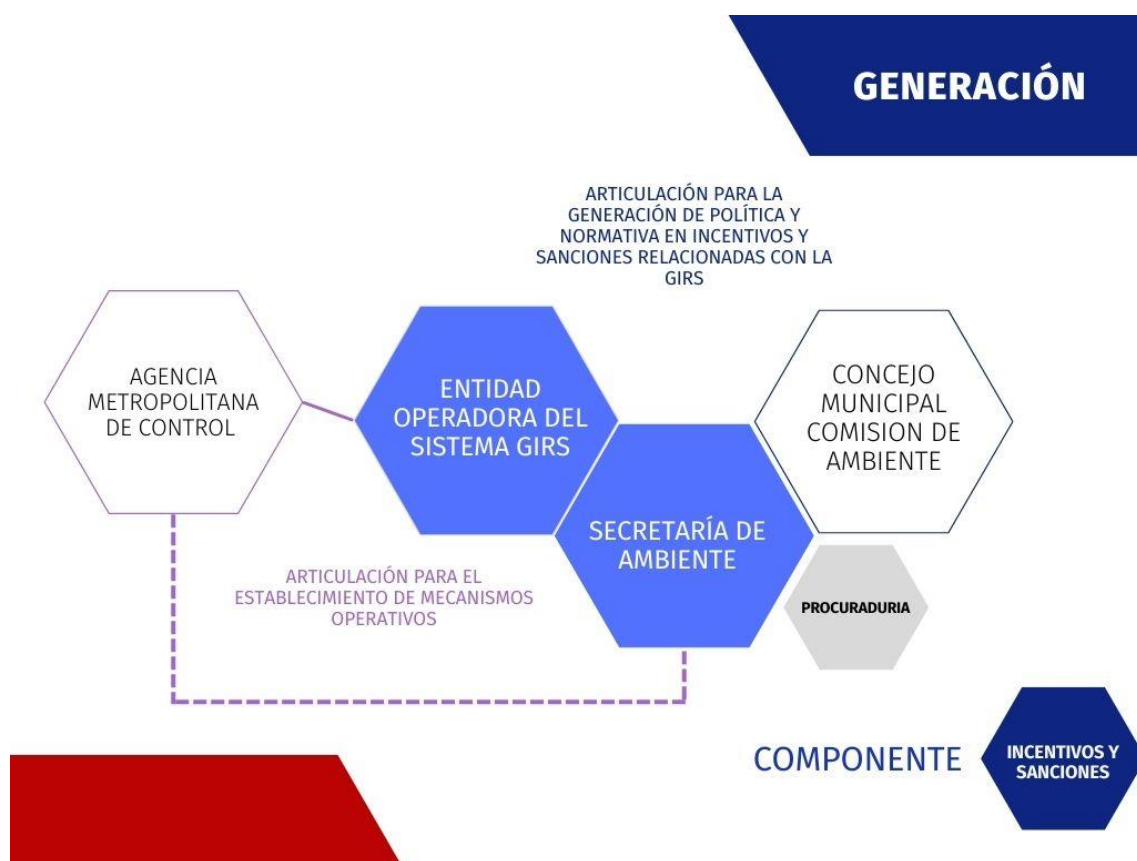 GENERACIÓN
ARTICULACIÓN PARA LA
GENERACIÓN DE POLÍTICA Y
NORMATIVA EN INCENTIVOS Y
SANCIONES RELACIONADAS CON LA
GIRS
AGENCIA
METROPOLITANA
DE CONTROL
ENTIDAD
OPERADORA DEL
SISTEMA GIRS
CONCEJO
MUNICIPAL
COMISION DE
AMBIENTE
SECRETARÍA DE
AMBIENTE
ARTICULACIÓN PARA EL
ESTABLECIMIENTO DE MECANISMOS
OPERATIVOS
PROCURADURIA
COMPONENTE
INCENTIVOS Y
SANCIONES